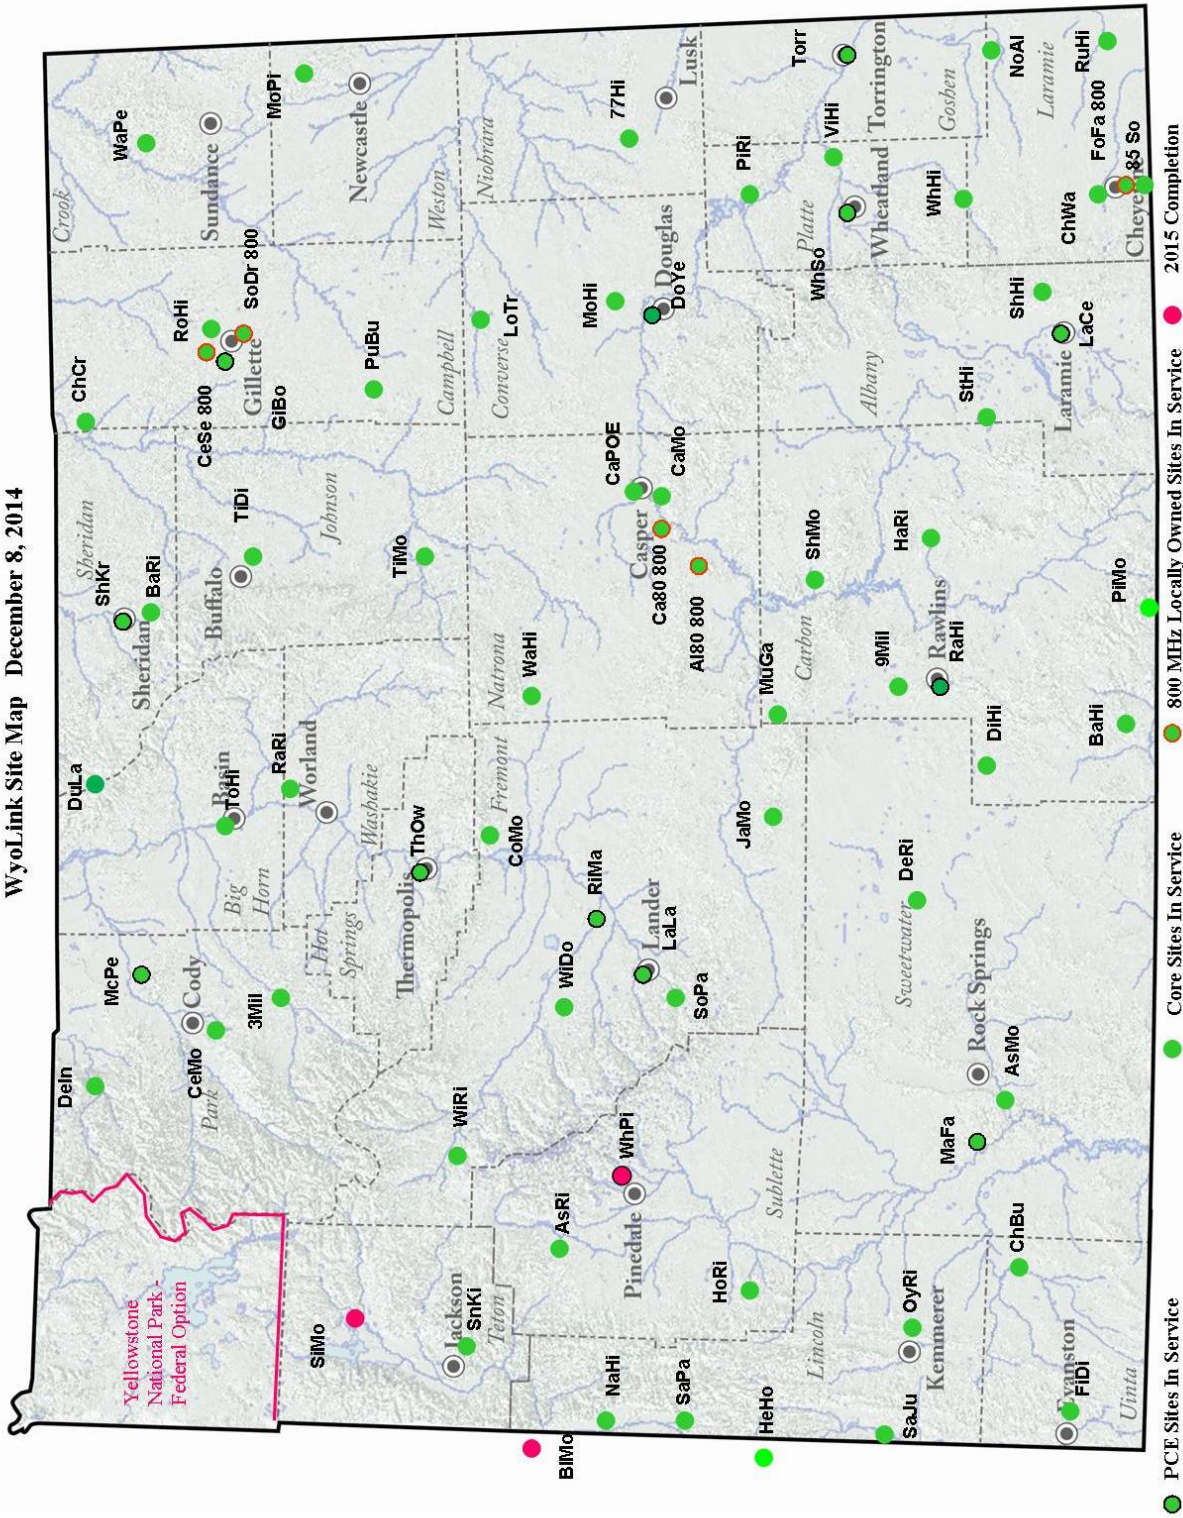 WyoLink Site Map December 8, 2014
Yellowstone
National Park -
Federal Option
DeIn
DuLa
ChCr
Crook
WaPe
McPe
ShKr
Sheridan
BaRi
Sheridan
CeMo
Cody
Park
3Mil
Big
Horn
Basin
ToHi
Buffalo
TiDi
CeSe 800
RoHi
Gillette
SoDr 800
GiBo
Sundance
MoPi
RaRi
Worland
Johnson
SiMo
Hot
Springs
Washakie
PuBu
Newcastle
Thermopolis
ThOw
TiMo
Campbell
Weston
Jackson
SnKi
Teton
WiRi
CoMo
Fremont
Natrona
WaHi
Converse
LoTr
Niobrara
BlMo
AsRi
WiDo
RiMa
MoHi
77Hi
NaHi
Pinedale
WhPi
Lander
LaLa
CaPOE
Casper
CaMo
Ca80 800
Douglas
DoYe
Lusk
SaPa
SoPa
Al80 800
HoRi
JaMo
MuGa
PiRi
HeHo
Sublette
Carbon
ShMo
Platte
WhSo
ViHi
Torr
Lincoln
Albany
Wheatland
Torrington
SaJu
OyRi
Kemmerer
Sweetwater
DeRi
9Mil
HaRi
Rawlins
RaHi
WhHi
Goshen
MaFa
Rock Springs
AsMo
DiHi
StHi
NoAl
ChBu
ShHi
Laramie
LaCe
Laramie
Evanston
FiDi
Uinta
BaHi
PiMo
ChWa
FoFa 800
RuHi
Cheyenne
85 So
PCE Sites In Service
Core Sites In Service
800 MHz Locally Owned Sites In Service
2015 Completion